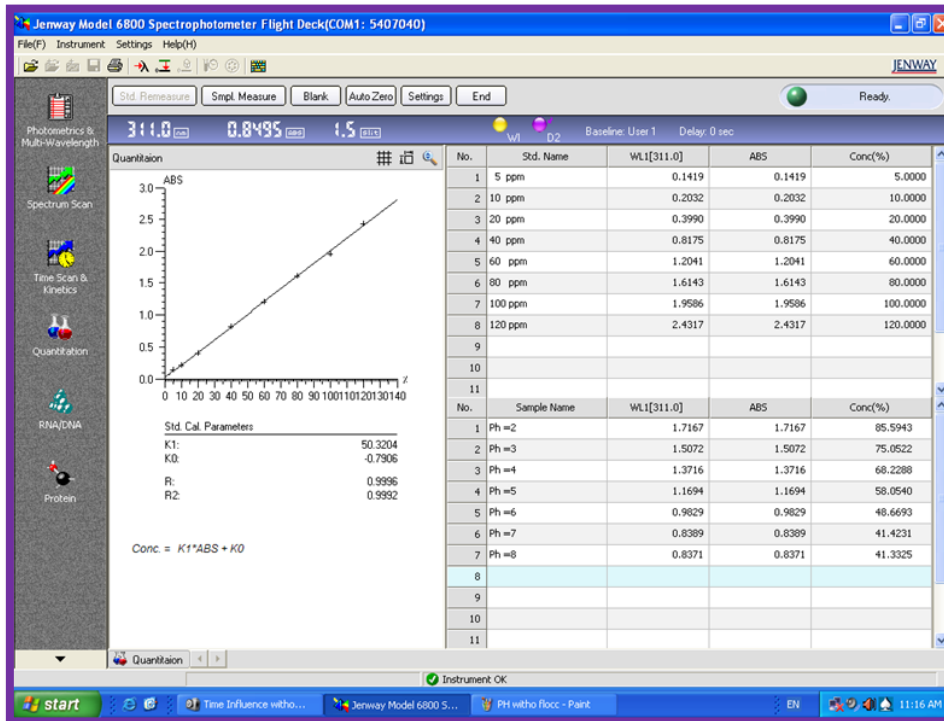 Jenway Model 6800 Spectrophotometer Flight Deck(COM1: 5407040)
File(F) Instrument Settings Help(H)
JENWAY
Std. Remeasure Smpl. Measure Blank Auto Zero Settings End Ready.
311.0 nm 0.8495 abs 1.5 slit WI D2 Baseline: User 1 Delay: 0 sec
Photometrics &
Multi-Wavelength
Spectrum Scan
Time Scan &
Kinetics
Quantitation
RNA/DNA
Protein
Quantitaion
ABS
3.0
2.5
2.0
1.5
1.0
0.5
0.0
0 10 20 30 40 50 60 70 80 90 100110120130140 %
Std. Cal. Parameters
K1: 50.3204
K0: -0.7906
R: 0.9996
R2: 0.9992
Conc. = K1*ABS + K0
No. Std. Name WL1[311.0] ABS Conc(%)
1 5 ppm 0.1419 0.1419 5.0000
2 10 ppm 0.2032 0.2032 10.0000
3 20 ppm 0.3990 0.3990 20.0000
4 40 ppm 0.8175 0.8175 40.0000
5 60 ppm 1.2041 1.2041 60.0000
6 80 ppm 1.6143 1.6143 80.0000
7 100 ppm 1.9586 1.9586 100.0000
8 120 ppm 2.4317 2.4317 120.0000
9
10
11
No. Sample Name WL1[311.0] ABS Conc(%)
1 Ph =2 1.7167 1.7167 85.5943
2 Ph =3 1.5072 1.5072 75.0522
3 Ph =4 1.3716 1.3716 68.2288
4 Ph =5 1.1694 1.1694 58.0540
5 Ph =6 0.9829 0.9829 48.6693
6 Ph =7 0.8389 0.8389 41.4231
7 Ph =8 0.8371 0.8371 41.3325
8
9
10
11
Quantitaion
Instrument OK
start Time Influence witho... Jenway Model 6800 S... PH witho flocc - Paint EN 11:16 AM